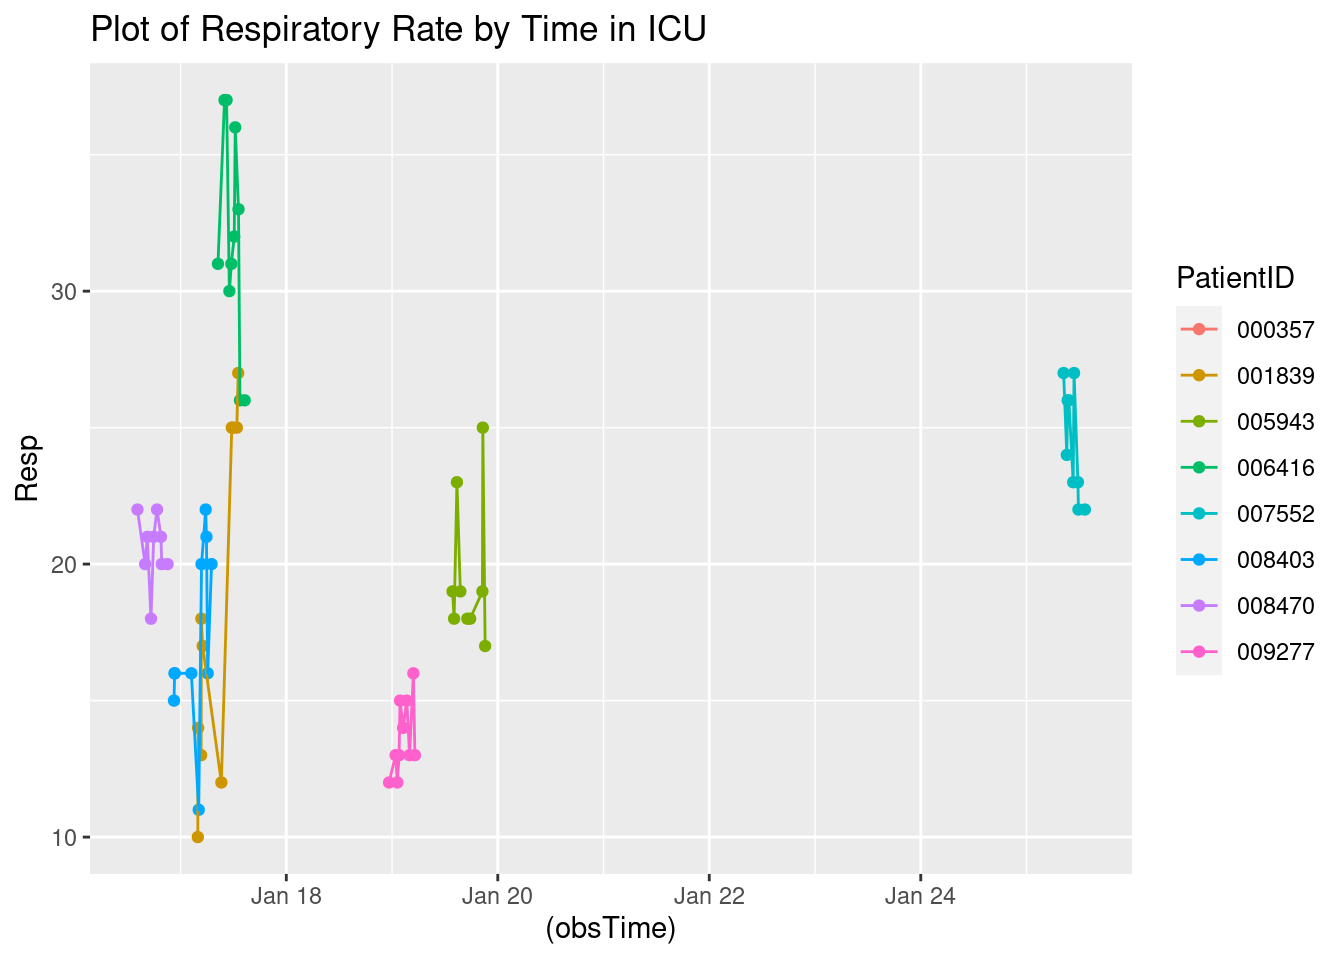 Plot of Respiratory Rate by Time in ICU
Resp
30
20
10
Jan 18
Jan 20
Jan 22
Jan 24
(obsTime)
PatientID
000357
001839
005943
006416
007552
008403
008470
009277